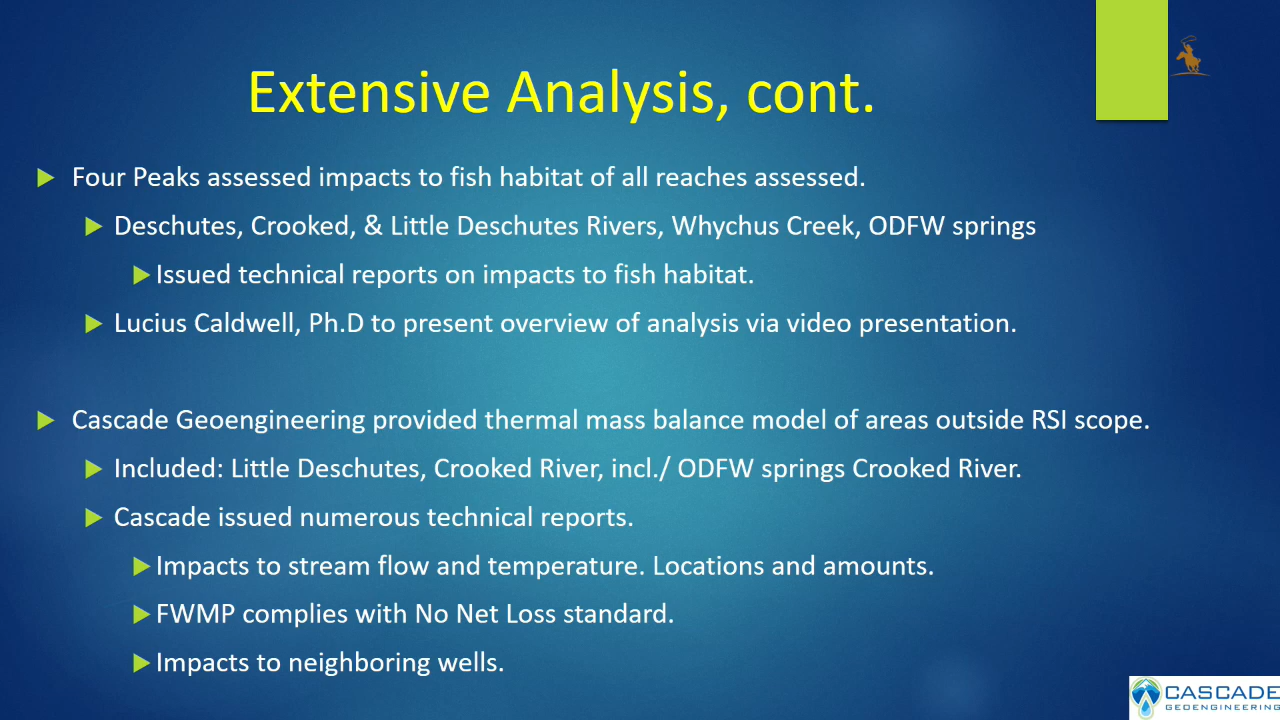 Extensive Analysis, cont.
Four Peaks assessed impacts to fish habitat of all reaches assessed.
Deschutes, Crooked, & Little Deschutes Rivers, Whychus Creek, ODFW springs
Issued technical reports on impacts to fish habitat.
Lucius Caldwell, Ph.D to present overview of analysis via video presentation.
Cascade Geoengineering provided thermal mass balance model of areas outside RSI scope.
Included: Little Deschutes, Crooked River, incl./ ODFW springs Crooked River.
Cascade issued numerous technical reports.
Impacts to stream flow and temperature. Locations and amounts.
FWMP complies with No Net Loss standard.
Impacts to neighboring wells.
CASCADE
GEOENGINEERING